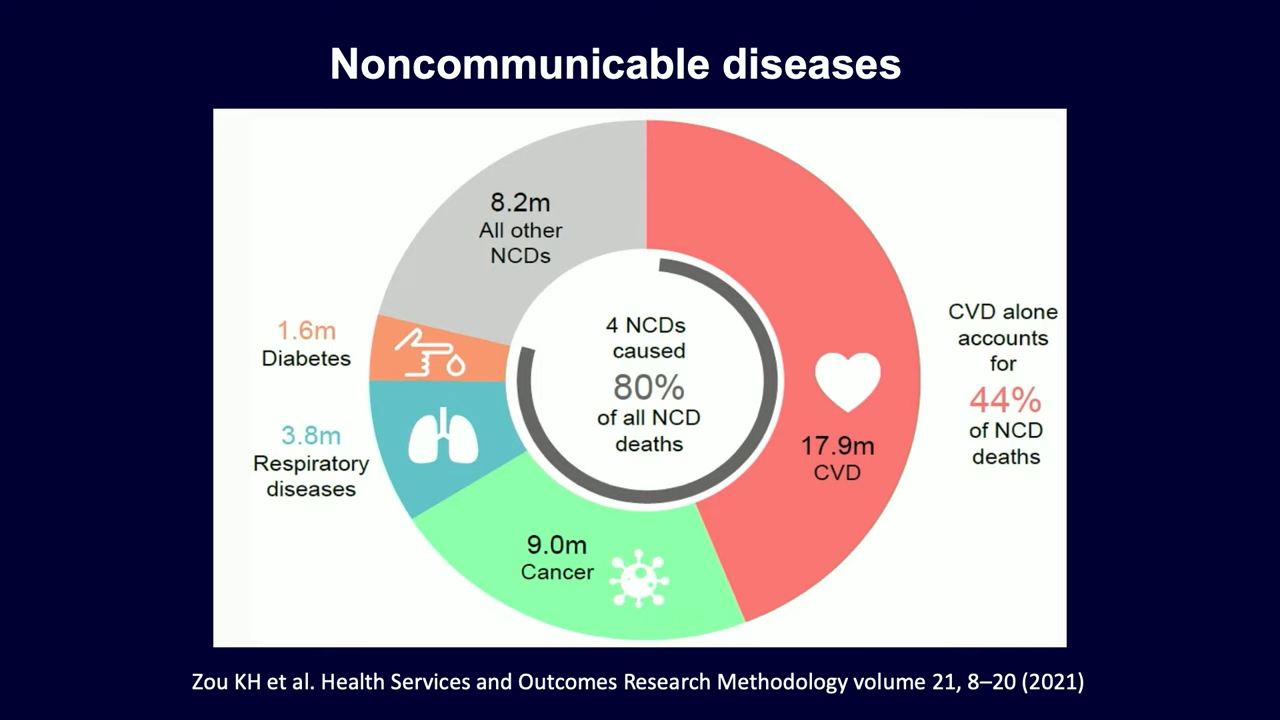 Noncommunicable diseases
8.2m
All other
NCDs
1.6m
Diabetes
3.8m
Respiratory
diseases
4 NCDs
caused
80%
of all NCD
deaths
9.0m
Cancer
17.9m
CVD
CVD alone
accounts
for
44%
of NCD
deaths
Zou KH et al. Health Services and Outcomes Research Methodology volume 21, 8–20 (2021)